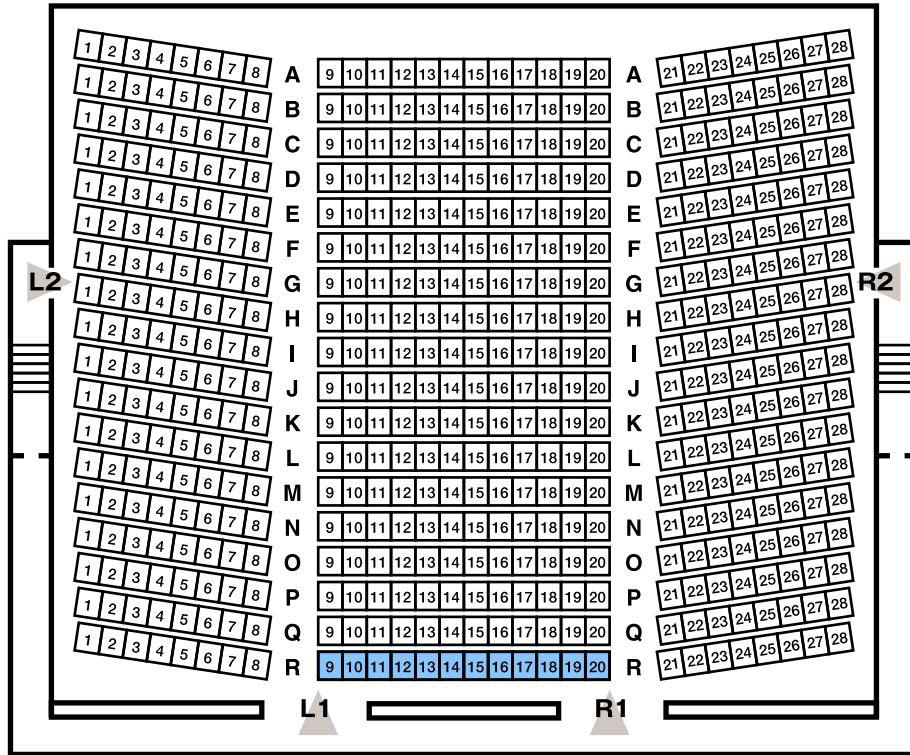 1 2 3 4 5 6 7 8 A 9 10 11 12 13 14 15 16 17 18 19 20 A 21 22 23 24 25 26 27 28
1 2 3 4 5 6 7 8 B 9 10 11 12 13 14 15 16 17 18 19 20 B 21 22 23 24 25 26 27 28
1 2 3 4 5 6 7 8 C 9 10 11 12 13 14 15 16 17 18 19 20 C 21 22 23 24 25 26 27 28
1 2 3 4 5 6 7 8 D 9 10 11 12 13 14 15 16 17 18 19 20 D 21 22 23 24 25 26 27 28
1 2 3 4 5 6 7 8 E 9 10 11 12 13 14 15 16 17 18 19 20 E 21 22 23 24 25 26 27 28
1 2 3 4 5 6 7 8 F 9 10 11 12 13 14 15 16 17 18 19 20 F 21 22 23 24 25 26 27 28
L2 1 2 3 4 5 6 7 8 G 9 10 11 12 13 14 15 16 17 18 19 20 G 21 22 23 24 25 26 27 28 R2
1 2 3 4 5 6 7 8 H 9 10 11 12 13 14 15 16 17 18 19 20 H 21 22 23 24 25 26 27 28
1 2 3 4 5 6 7 8 I 9 10 11 12 13 14 15 16 17 18 19 20 I 21 22 23 24 25 26 27 28
1 2 3 4 5 6 7 8 J 9 10 11 12 13 14 15 16 17 18 19 20 J 21 22 23 24 25 26 27 28
1 2 3 4 5 6 7 8 K 9 10 11 12 13 14 15 16 17 18 19 20 K 21 22 23 24 25 26 27 28
1 2 3 4 5 6 7 8 L 9 10 11 12 13 14 15 16 17 18 19 20 L 21 22 23 24 25 26 27 28
1 2 3 4 5 6 7 8 M 9 10 11 12 13 14 15 16 17 18 19 20 M 21 22 23 24 25 26 27 28
1 2 3 4 5 6 7 8 N 9 10 11 12 13 14 15 16 17 18 19 20 N 21 22 23 24 25 26 27 28
1 2 3 4 5 6 7 8 O 9 10 11 12 13 14 15 16 17 18 19 20 O 21 22 23 24 25 26 27 28
1 2 3 4 5 6 7 8 P 9 10 11 12 13 14 15 16 17 18 19 20 P 21 22 23 24 25 26 27 28
1 2 3 4 5 6 7 8 Q 9 10 11 12 13 14 15 16 17 18 19 20 Q 21 22 23 24 25 26 27 28
1 2 3 4 5 6 7 8 R 9 10 11 12 13 14 15 16 17 18 19 20 R 21 22 23 24 25 26 27 28
L1 R1